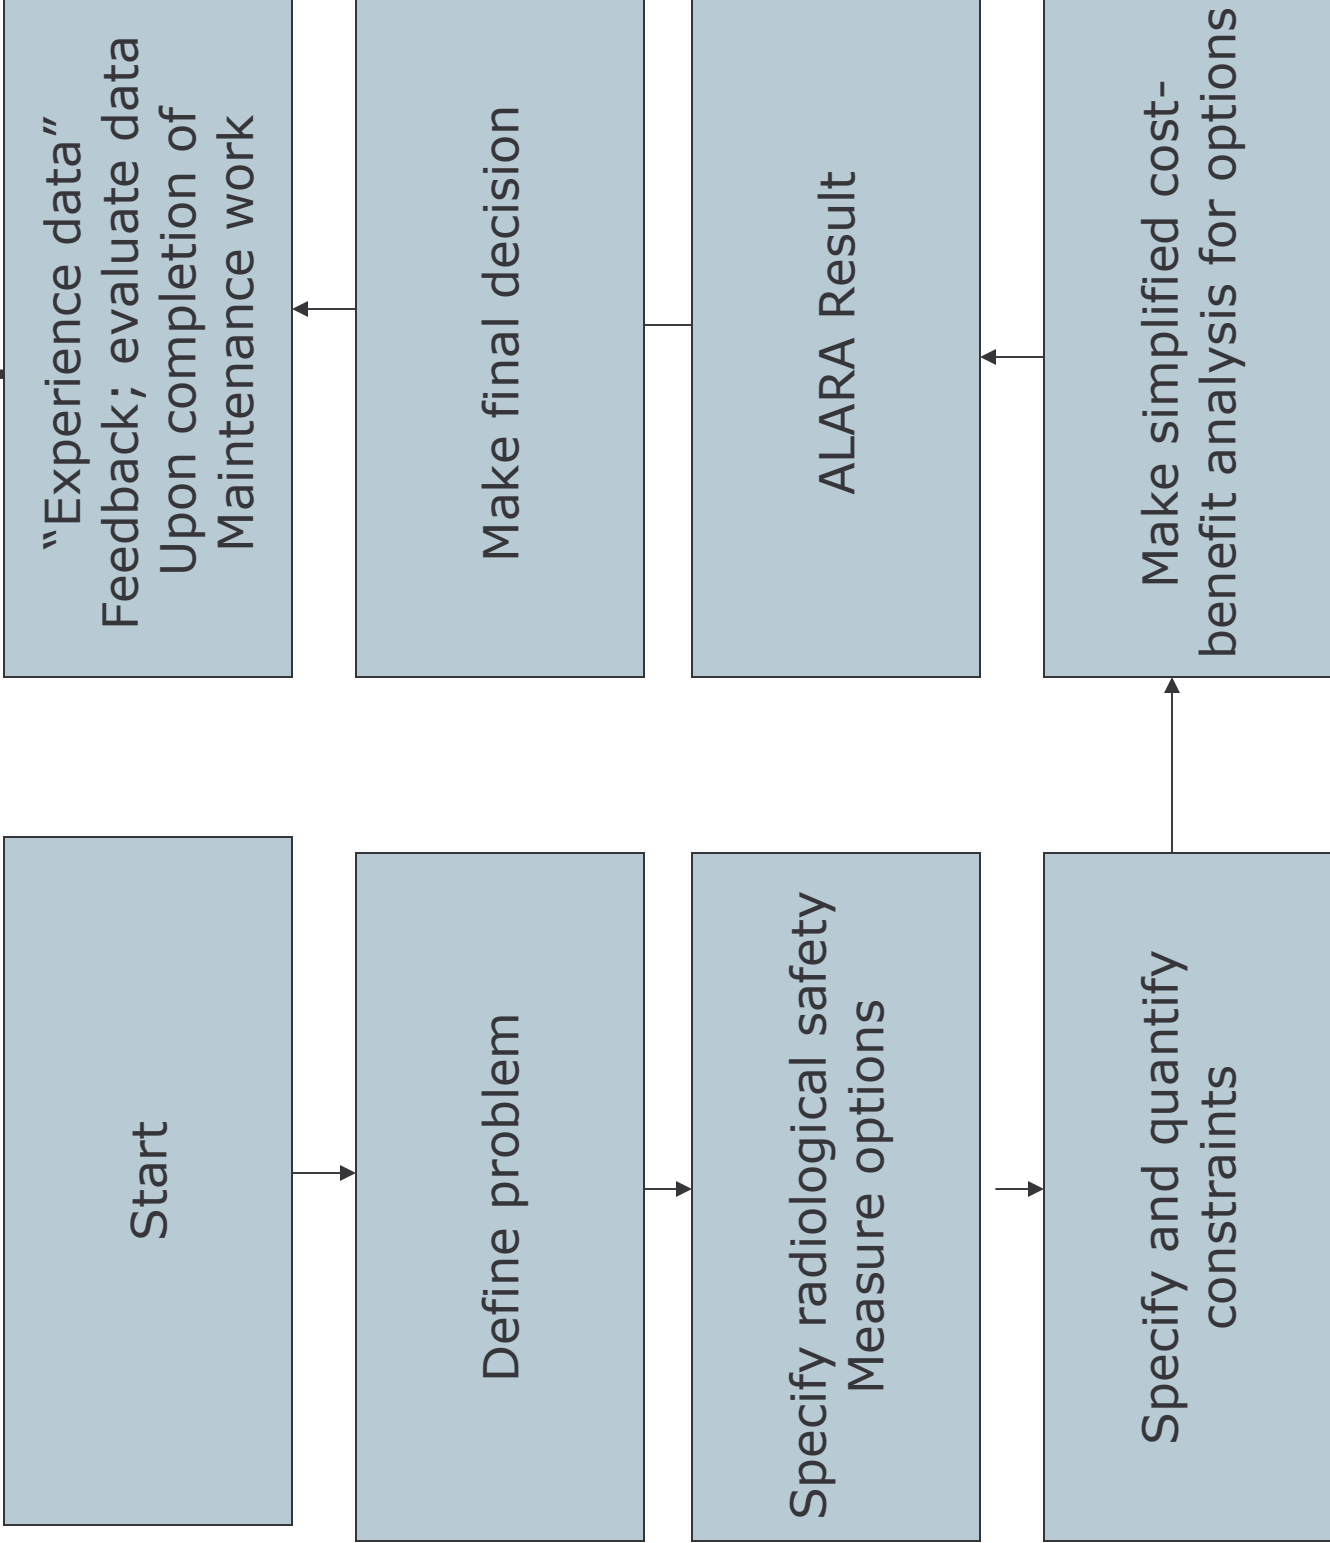 Start
Define problem
Specify radiological safety
Measure options
Specify and quantify
constraints
Make simplified cost-
benefit analysis for options
ALARA Result
Make final decision
“Experience data”
Feedback; evaluate data
Upon completion of
Maintenance work